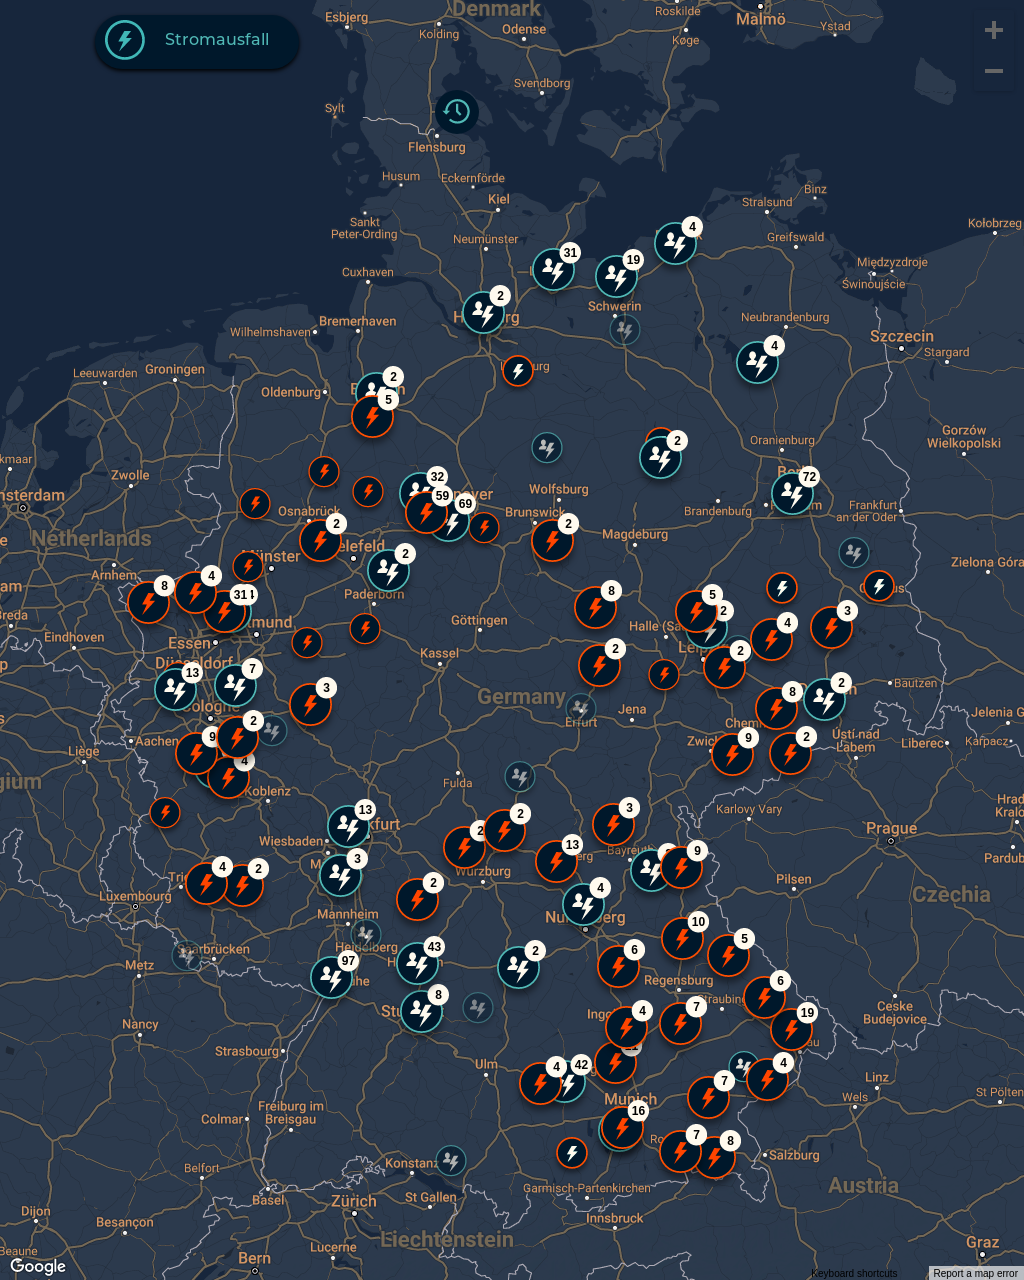 Denmark
Esbjerg
Kolding
Odense
Roskilde
Malmö
Ystad
Køge
Stromausfall
Svendborg
Sylt
Flensburg
Husum
Eckernförde
Binz
Kiel
Stralsund
Sankt
Peter-Ording
Neumünster
Greifswald
Kołobrzeg
4
31
19
Cuxhaven
Międzyzdroje
Świnoujście
2
Schwerin
Bremerhaven
Wilhelmshaven
Neubrandenburg
Szczecin
Stargard
4
Groningen
Leeuwarden
2
Oldenburg
5
Gorzów
Wielkopolski
Oranienburg
2
Zwolle
32
72
59
69
Wolfsburg
Osnabrück
Brunswick
Brandenburg
Frankfurt
an der Oder
2
2
Magdeburg
Netherlands
Zielona Góra
2
Arnhem
Paderborn
8
4
31
8
5
2
3
4
Göttingen
Essen
Eindhoven
Kassel
2
2
13
7
3
Germany
Erfurt
Jena
8
2
Bautzen
Jelenia G
Aachen
9
2
4
Liège
Koblenz
9
2
Ústí nad
Labem
Liberec
Karpacz
Fulda
Karlovy Vary
Prague
13
2
2
3
13
Wiesbaden
Würzburg
Bayreuth
9
3
4
2
2
Luxembourg
Pilsen
Czechia
4
Mannheim
Heidelberg
10
5
Metz
43
2
6
97
Regensburg
Straubing
6
8
4
7
19
Ceske
Budejovice
Nancy
Strasbourg
Ulm
4
42
7
4
Munich
16
Linz
Wels
St Pölten
Colmar
Freiburg im
Breisgau
7
8
Salzburg
Konstanz
Belfort
Garmisch-Partenkirchen
Austria
Basel
Zürich
St Gallen
Dijon
Besançon
Innsbruck
Liechtenstein
Lucerne
Bern
Graz
Beaune
Google
Keyboard shortcuts
Report a map error